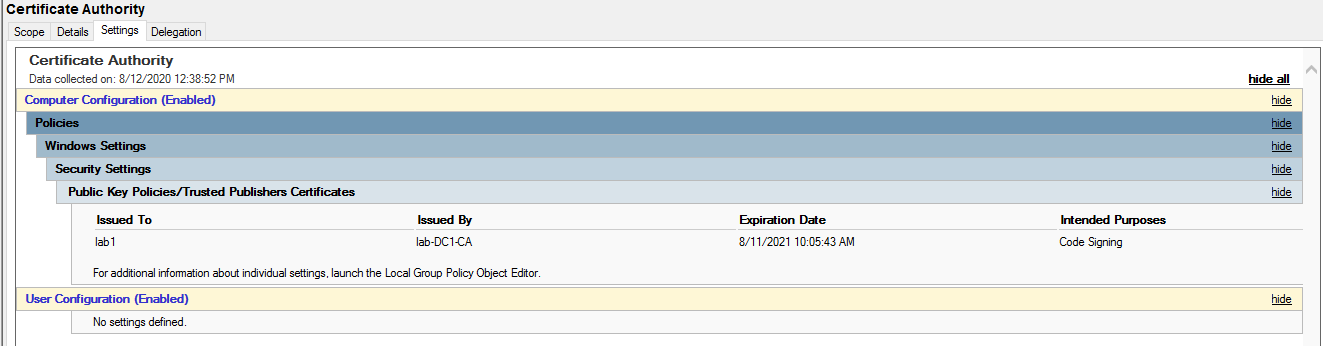 Certificate Authority
Scope Details Settings Delegation
Certificate Authority
Data collected on: 8/12/2020 12:38:52 PM
hide all
Computer Configuration (Enabled) hide
Policies hide
Windows Settings hide
Security Settings hide
Public Key Policies/Trusted Publishers Certificates hide
Issued To Issued By Expiration Date Intended Purposes
lab1 lab-DC1-CA 8/11/2021 10:05:43 AM Code Signing
For additional information about individual settings, launch the Local Group Policy Object Editor.
User Configuration (Enabled) hide
No settings defined.